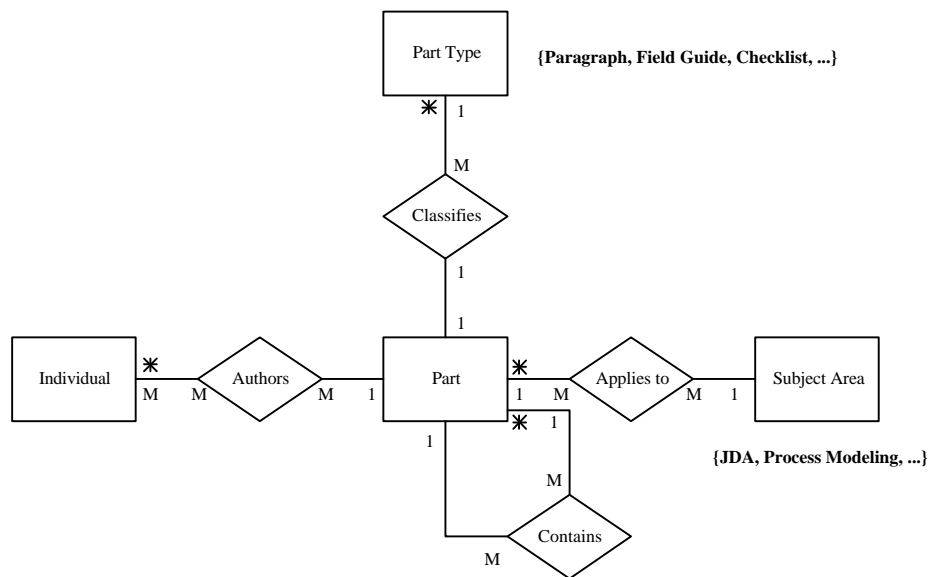 Part Type
{Paragraph, Field Guide, Checklist, ...}
1
M
Classifies
1
1
Individual
Authors
Part
Applies to
Subject Area
M
M
M
1
1
M
M
1
1
1
{JDA, Process Modeling, ...}
M
Contains
M